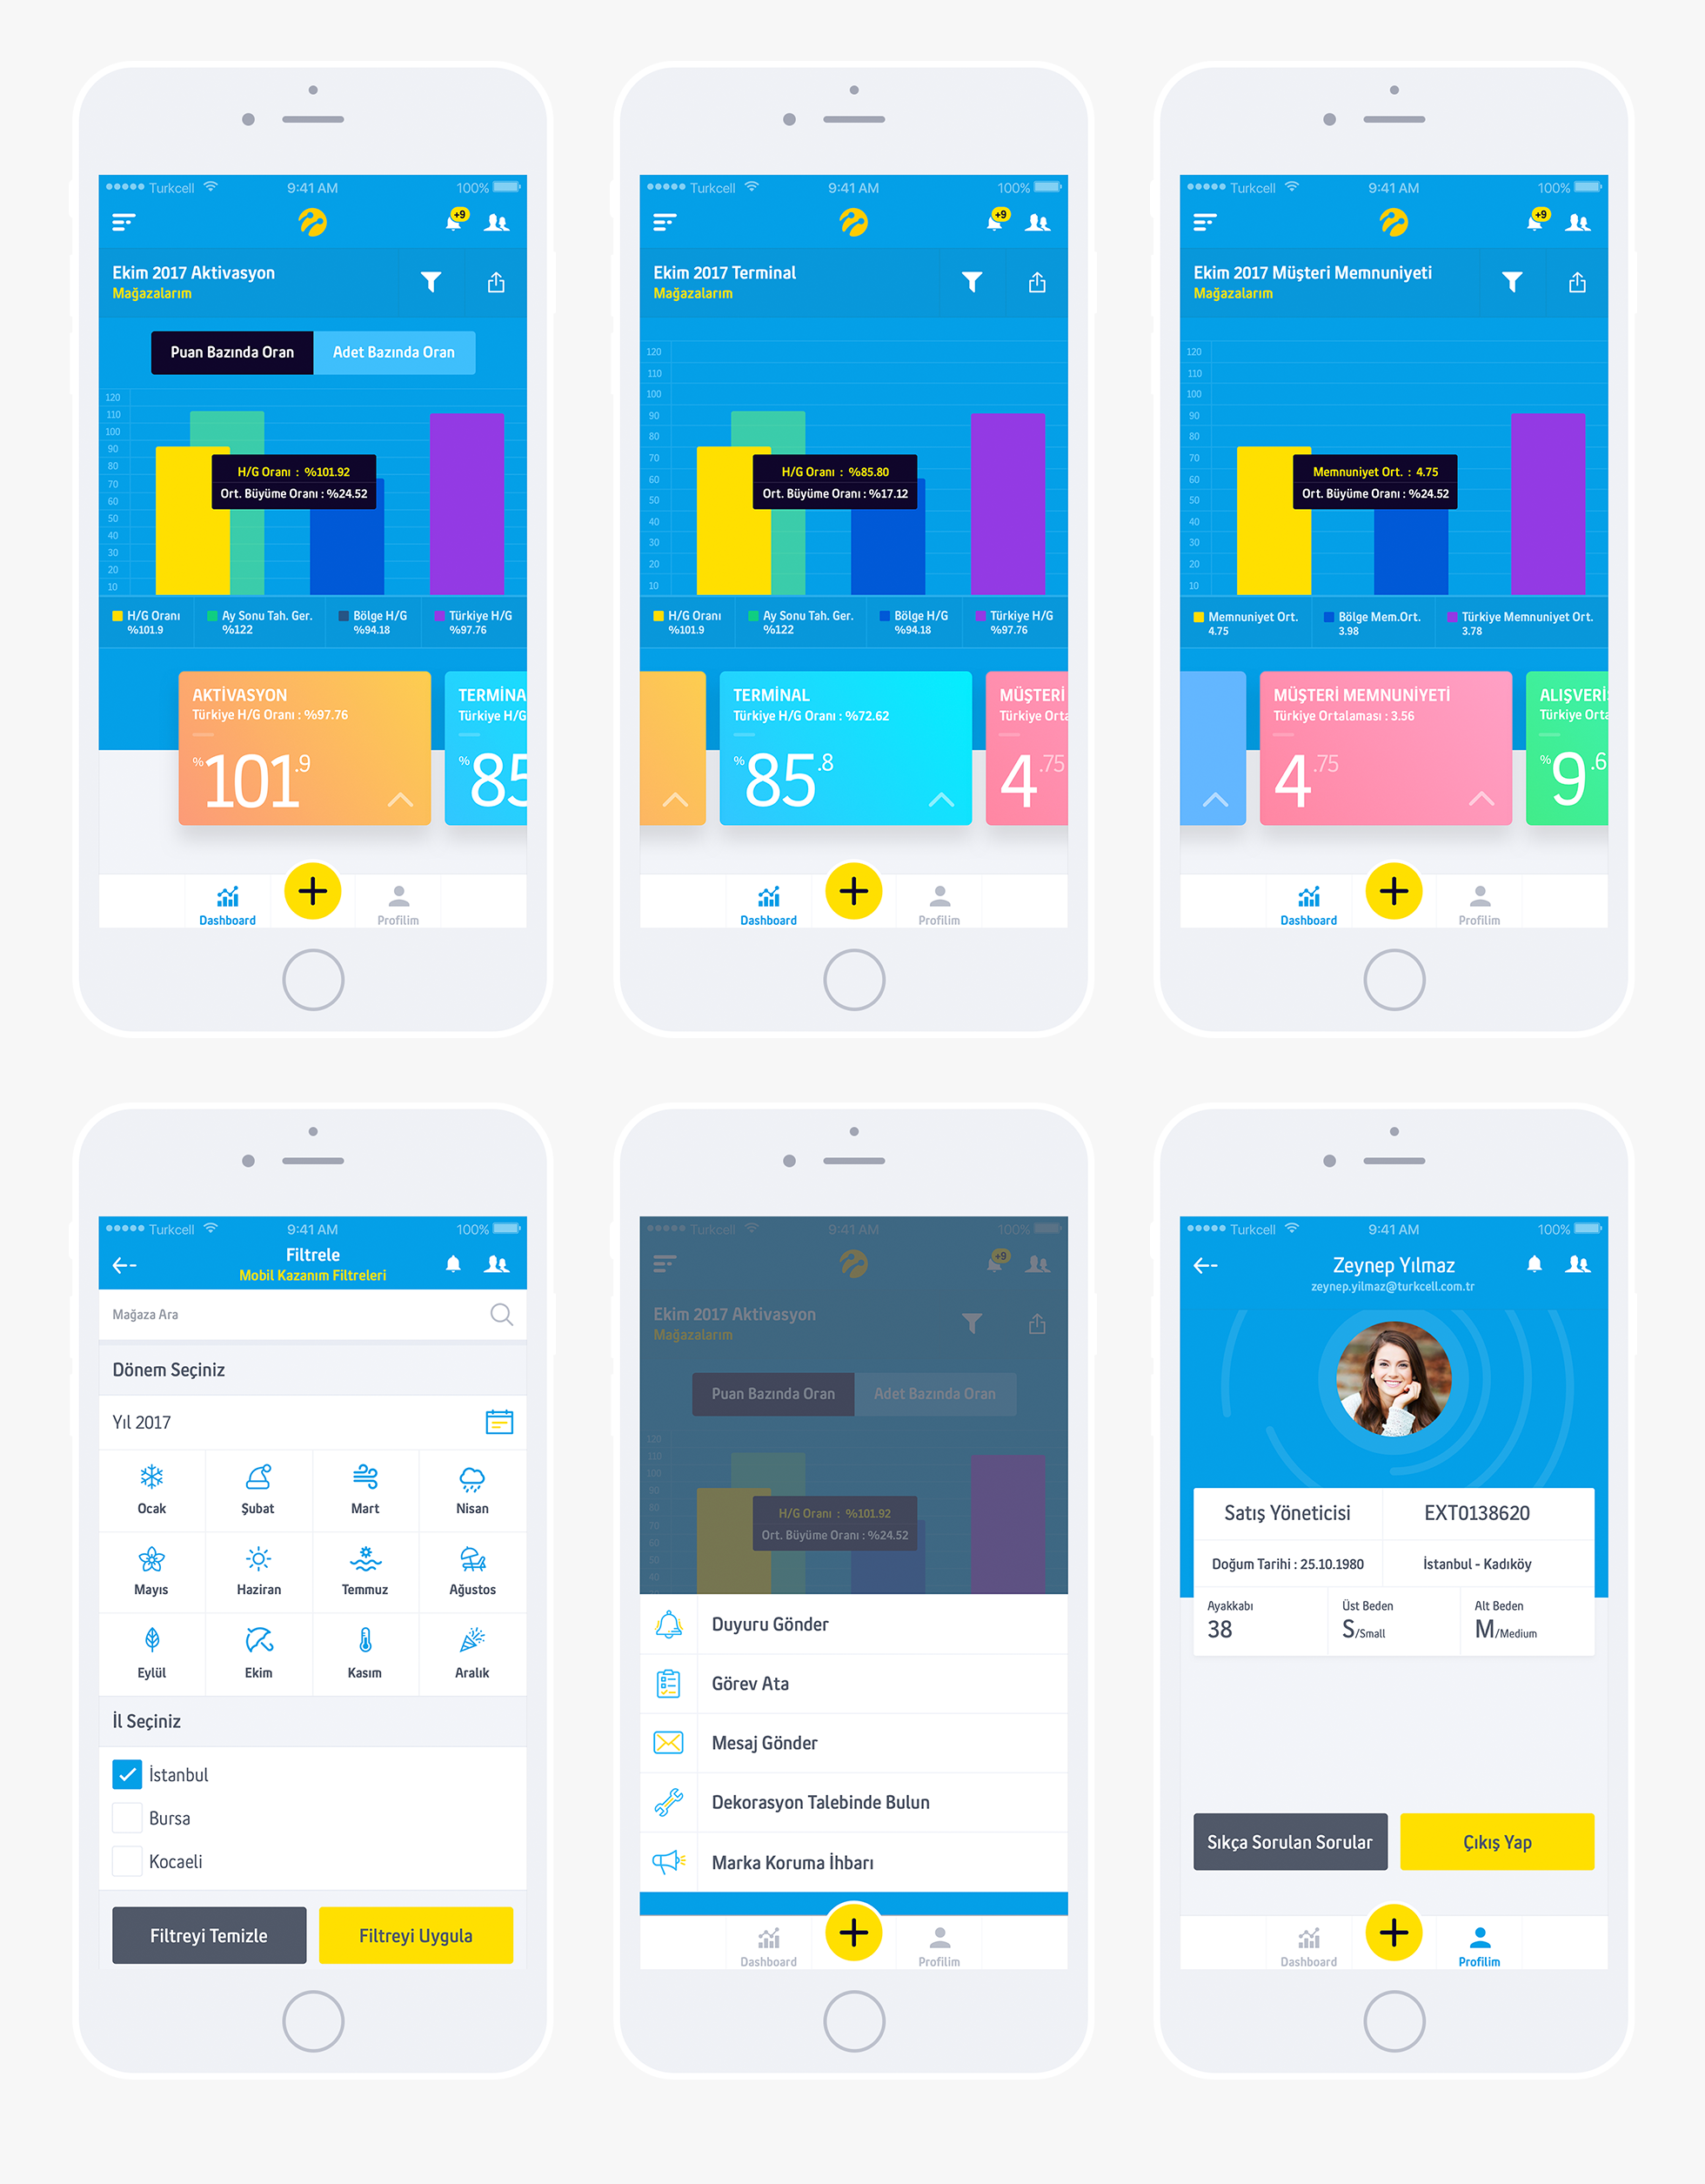 Turkcell 9:41 AM 100%
+9
Ekim 2017 Aktivasyon
Mağazalarım
Puan Bazında Oran Adet Bazında Oran
120
110
100
90
80
70
60
50
40
30
20
10
H/G Oranı : %101.92
Ort. Büyüme Oranı : %24.52
H/G Oranı Ay Sonu Tah. Ger. Bölge H/G Türkiye H/G
%101.9 %122 %94.18 %97.76
AKTİVASYON TERMİNA
Türkiye H/G Oranı : %97.76 Türkiye H/G
%101.9 %85
Dashboard Profilim
Turkcell 9:41 AM 100%
+9
Ekim 2017 Terminal
Mağazalarım
120
110
100
90
80
70
60
50
40
30
20
10
H/G Oranı : %85.80
Ort. Büyüme Oranı : %17.12
H/G Oranı Ay Sonu Tah. Ger. Bölge H/G Türkiye H/G
%101.9 %122 %94.18 %97.76
TERMİNAL MÜŞTERİ
Türkiye H/G Oranı : %72.62 Türkiye Orta
%85.8 4.75
Dashboard Profilim
Turkcell 9:41 AM 100%
+9
Ekim 2017 Müşteri Memnuniyeti
Mağazalarım
120
110
100
90
80
70
60
50
40
30
20
10
Memnuniyet Ort. : 4.75
Ort. Büyüme Oranı : %24.52
Memnuniyet Ort. Bölge Mem.Ort. Türkiye Memnuniyet Ort.
4.75 3.98 3.78
MÜŞTERİ MEMNUNİYETİ ALIŞVERİŞ
Türkiye Ortalaması : 3.56 Türkiye Orta
4.75 %9.6
Dashboard Profilim
Turkcell 9:41 AM 100%
Filtrele
Mobil Kazanım Filtreleri
Mağaza Ara
Dönem Seçiniz
Yıl 2017
Ocak Şubat Mart Nisan
Mayıs Haziran Temmuz Ağustos
Eylül Ekim Kasım Aralık
İl Seçiniz
İstanbul
Bursa
Kocaeli
Filtreyi Temizle Filtreyi Uygula
Turkcell 9:41 AM 100%
+9
Ekim 2017 Aktivasyon
Mağazalarım
Puan Bazında Oran Adet Bazında Oran
120
110
100
90
80
70
60
50
40
30
H/G Oranı : %101.92
Ort. Büyüme Oranı : %24.52
Duyuru Gönder
Görev Ata
Mesaj Gönder
Dekorasyon Talebinde Bulun
Marka Koruma İhbarı
Dashboard Profilim
Turkcell 9:41 AM 100%
Zeynep Yılmaz
zeynep.yilmaz@turkcell.com.tr
Satış Yöneticisi EXT0138620
Doğum Tarihi : 25.10.1980 İstanbul - Kadıköy
Ayakkabı Üst Beden Alt Beden
38 S/Small M/Medium
Sıkça Sorulan Sorular Çıkış Yap
Dashboard Profilim